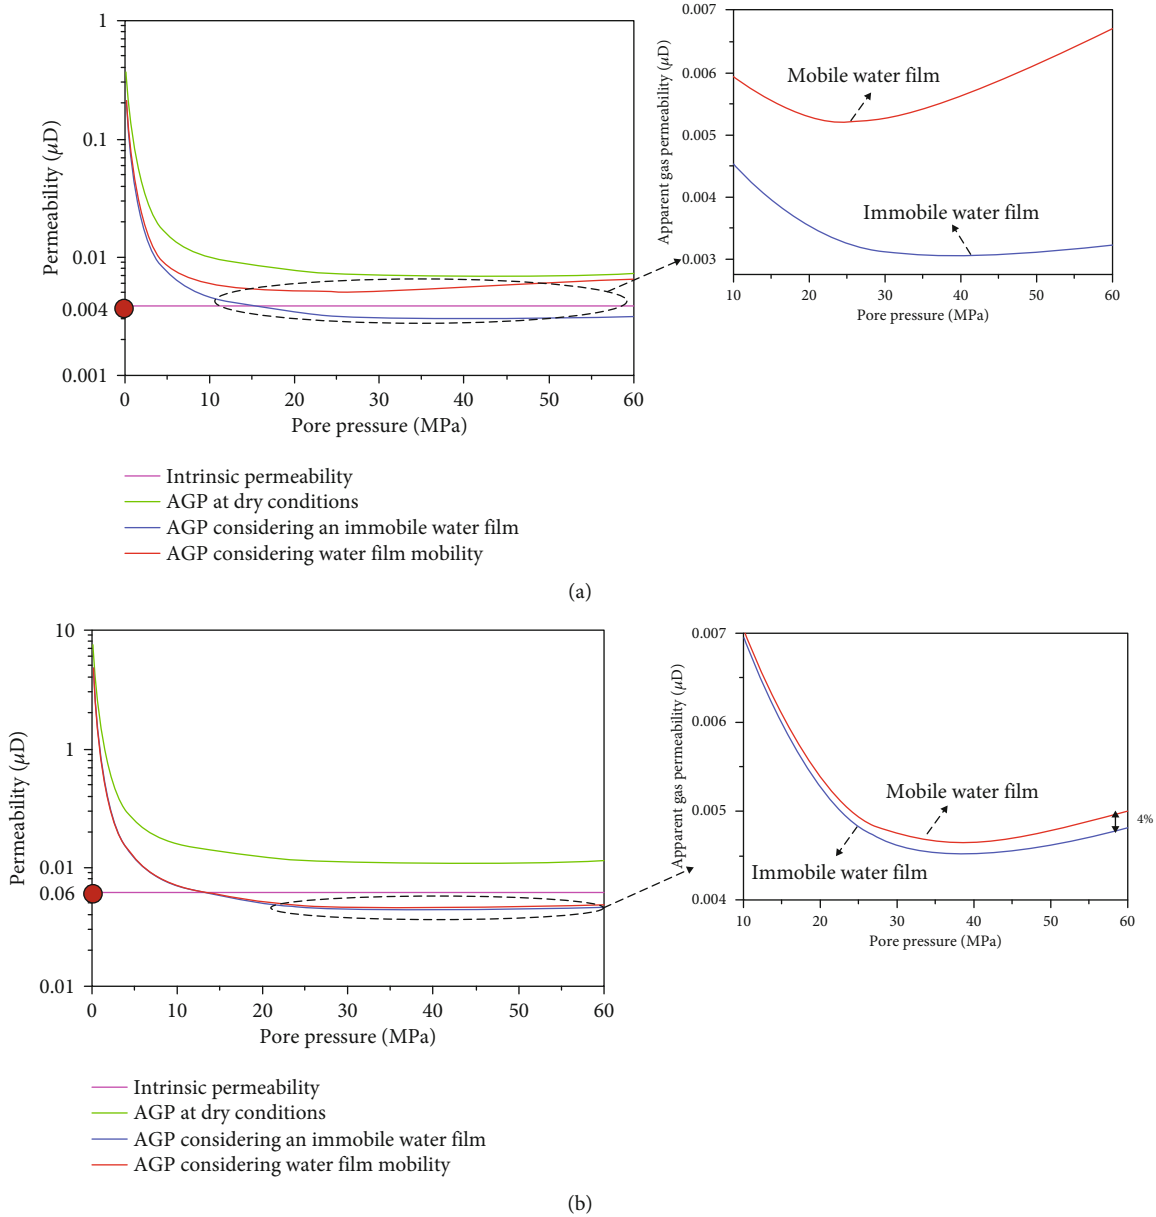 1
0.1
0.01
0.004
0.001
Permeability (μD)
0
10
20
30
40
50
60
Pore pressure (MPa)
0.007
0.006
0.005
0.004
0.003
Apparent gas permeability (μD)
Mobile water film
Immobile water film
10
20
30
40
50
60
Pore pressure (MPa)
Intrinsic permeability
AGP at dry conditions
AGP considering an immobile water film
AGP considering water film mobility
(a)
10
1
0.01
0.06
0.01
Permeability (μD)
0
10
20
30
40
50
60
Pore pressure (MPa)
0.007
0.006
0.005
0.004
Apparent gas permeability (μD)
Mobile water film
Immobile water film
4%
10
20
30
40
50
60
Pore pressure (MPa)
Intrinsic permeability
AGP at dry conditions
AGP considering an immobile water film
AGP considering water film mobility
(b)